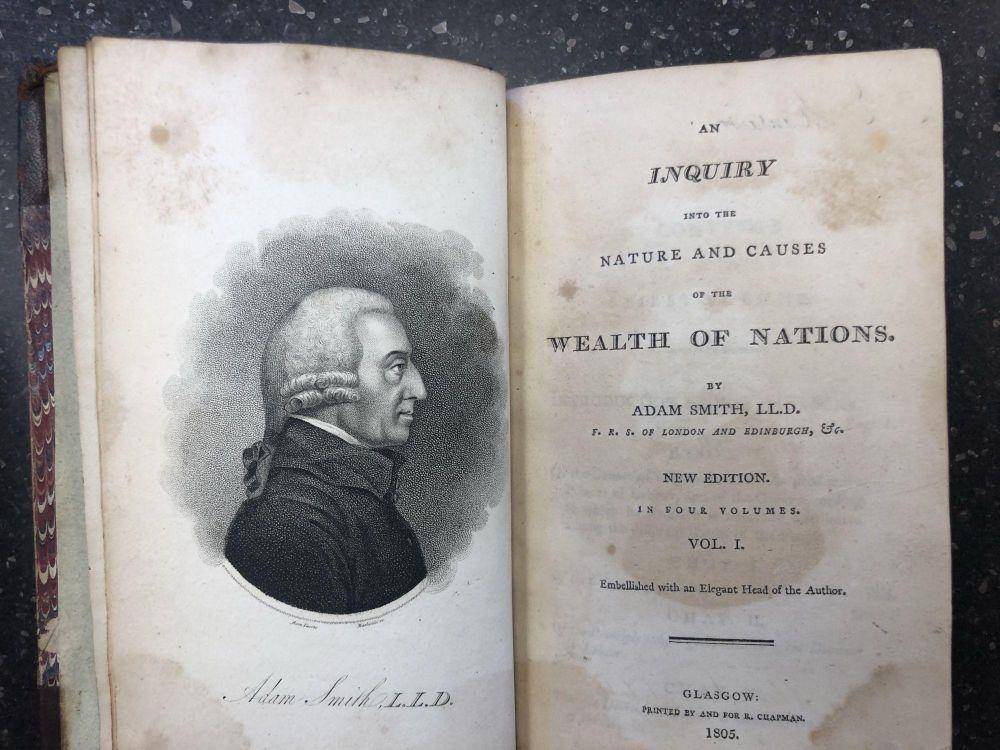 Adam Smith, L.L.D.
AN
INQUIRY
INTO THE
NATURE AND CAUSES
OF THE
WEALTH OF NATIONS.
BY
ADAM SMITH, LL.D.
F. R. S. OF LONDON AND EDINBURGH, &c.
NEW EDITION.
IN FOUR VOLUMES.
VOL. I.
Embellished with an Elegant Head of the Author.
GLASGOW:
PRINTED BY AND FOR R. CHAPMAN.
1805.